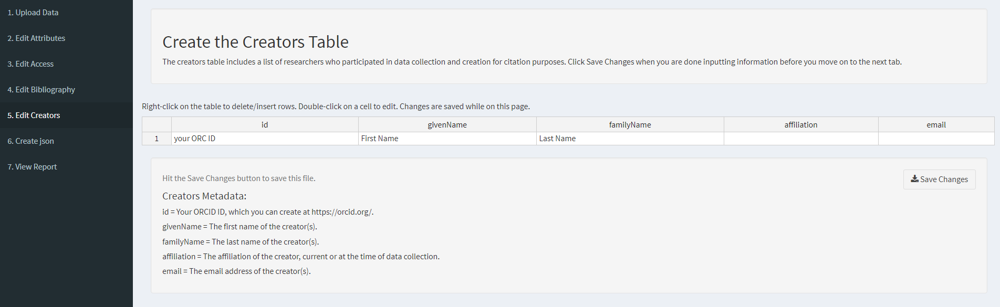 1. Upload Data
2. Edit Attributes
3. Edit Access
4. Edit Bibliography
5. Edit Creators
6. Create json
7. View Report
Create the Creators Table
The creators table includes a list of researchers who participated in data collection and creation for citation purposes. Click Save Changes when you are done inputting information before you move on to the next tab.
Right-click on the table to delete/insert rows. Double-click on a cell to edit. Changes are saved while on this page.
id givenName familyName affiliation email
1 your ORC ID First Name Last Name
Hit the Save Changes button to save this file.
Save Changes
Creators Metadata:
id = Your ORCID ID, which you can create at https://orcid.org/.
givenName = The first name of the creator(s).
familyName = The last name of the creator(s).
affiliation = The affiliation of the creator, current or at the time of data collection.
email = The email address of the creator(s).